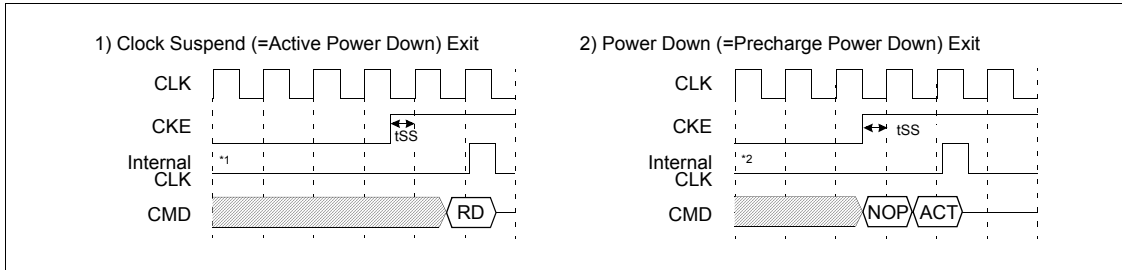 1) Clock Suspend (=Active Power Down) Exit
CLK
CKE
tSS
Internal
CLK
*1
CMD
RD
2) Power Down (=Precharge Power Down) Exit
CLK
CKE
tSS
Internal
CLK
*2
CMD
NOP
ACT